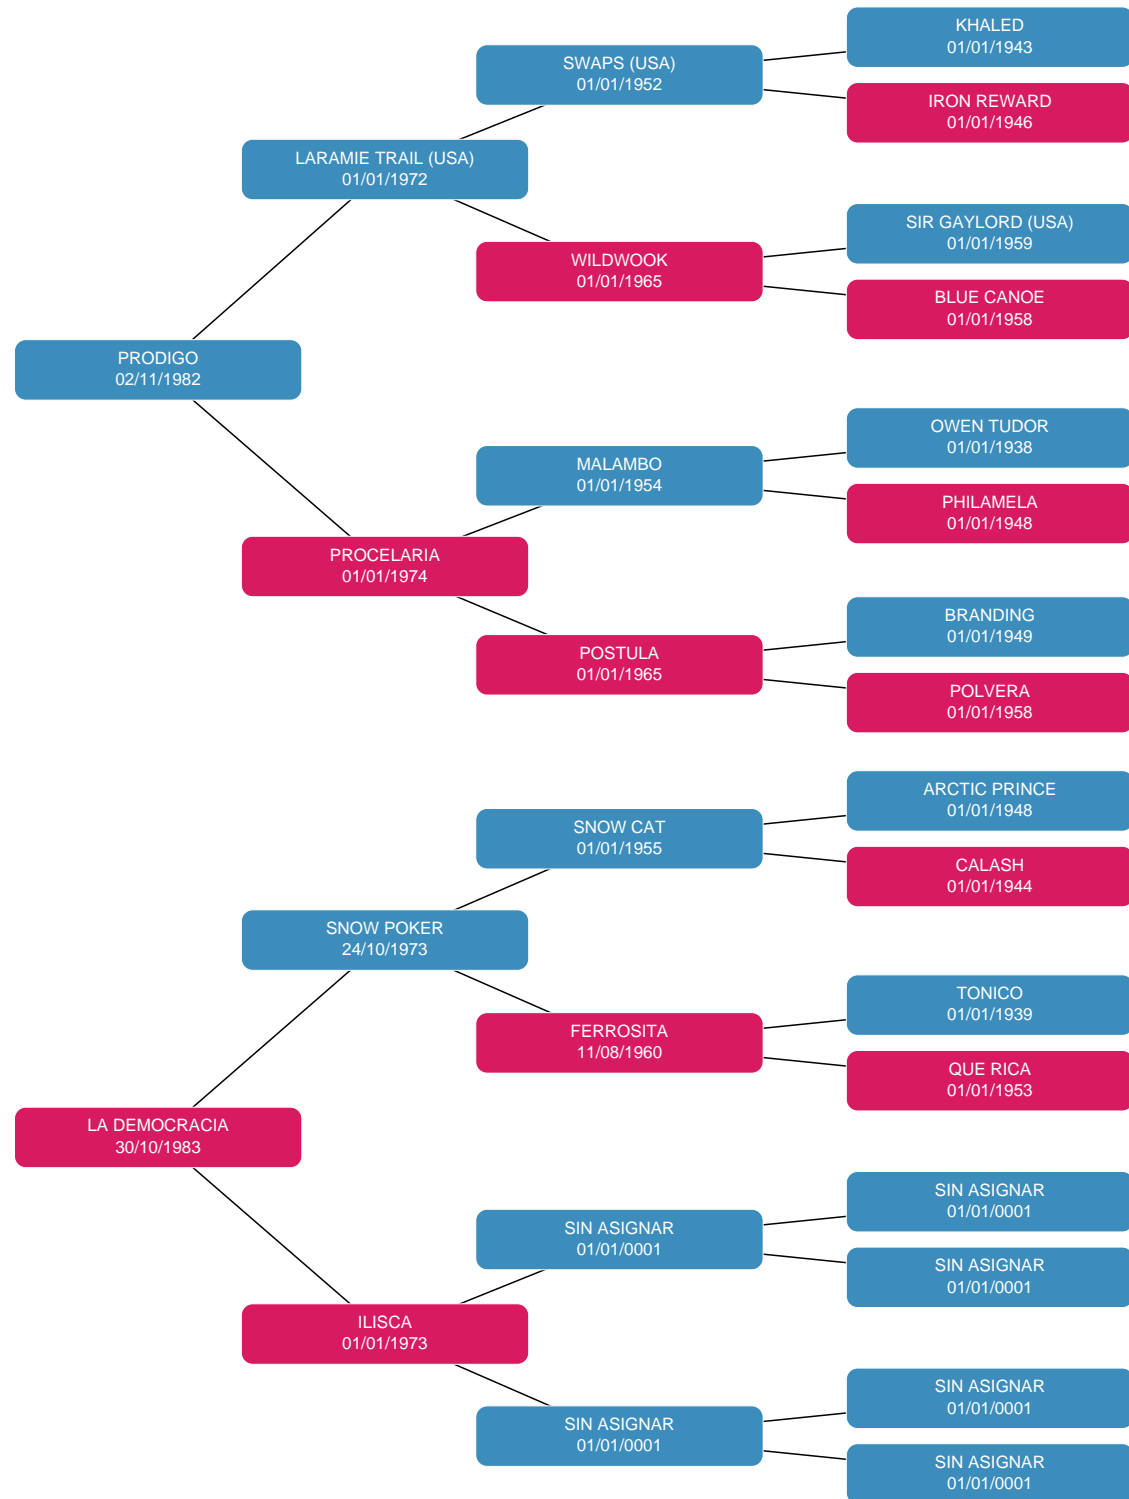 KHALED
01/01/1943
SWAPS (USA)
01/01/1952
IRON REWARD
01/01/1946
LARAMIE TRAIL (USA)
01/01/1972
SIR GAYLORD (USA)
01/01/1959
WILDWOOK
01/01/1965
BLUE CANOE
01/01/1958
PRODIGO
02/11/1982
OWEN TUDOR
01/01/1938
MALAMBO
01/01/1954
PHILAMELA
01/01/1948
PROCELARIA
01/01/1974
BRANDING
01/01/1949
POSTULA
01/01/1965
POLVERA
01/01/1958
ARCTIC PRINCE
01/01/1948
SNOW CAT
01/01/1955
CALASH
01/01/1944
SNOW POKER
24/10/1973
TONICO
01/01/1939
FERROSITA
11/08/1960
QUE RICA
01/01/1953
LA DEMOCRACIA
30/10/1983
SIN ASIGNAR
01/01/0001
SIN ASIGNAR
01/01/0001
SIN ASIGNAR
01/01/0001
ILISCA
01/01/1973
SIN ASIGNAR
01/01/0001
SIN ASIGNAR
01/01/0001
SIN ASIGNAR
01/01/0001